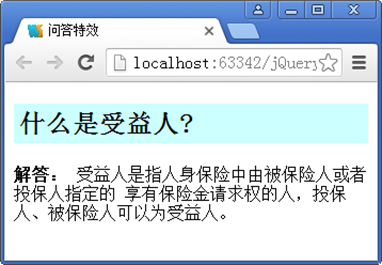 问答特效
localhost:63342/jQuery
什么是受益人?
解答： 受益人是指人身保险中由被保险人或者
投保人指定的 享有保险金请求权的人，投保
人、被保险人可以为受益人。